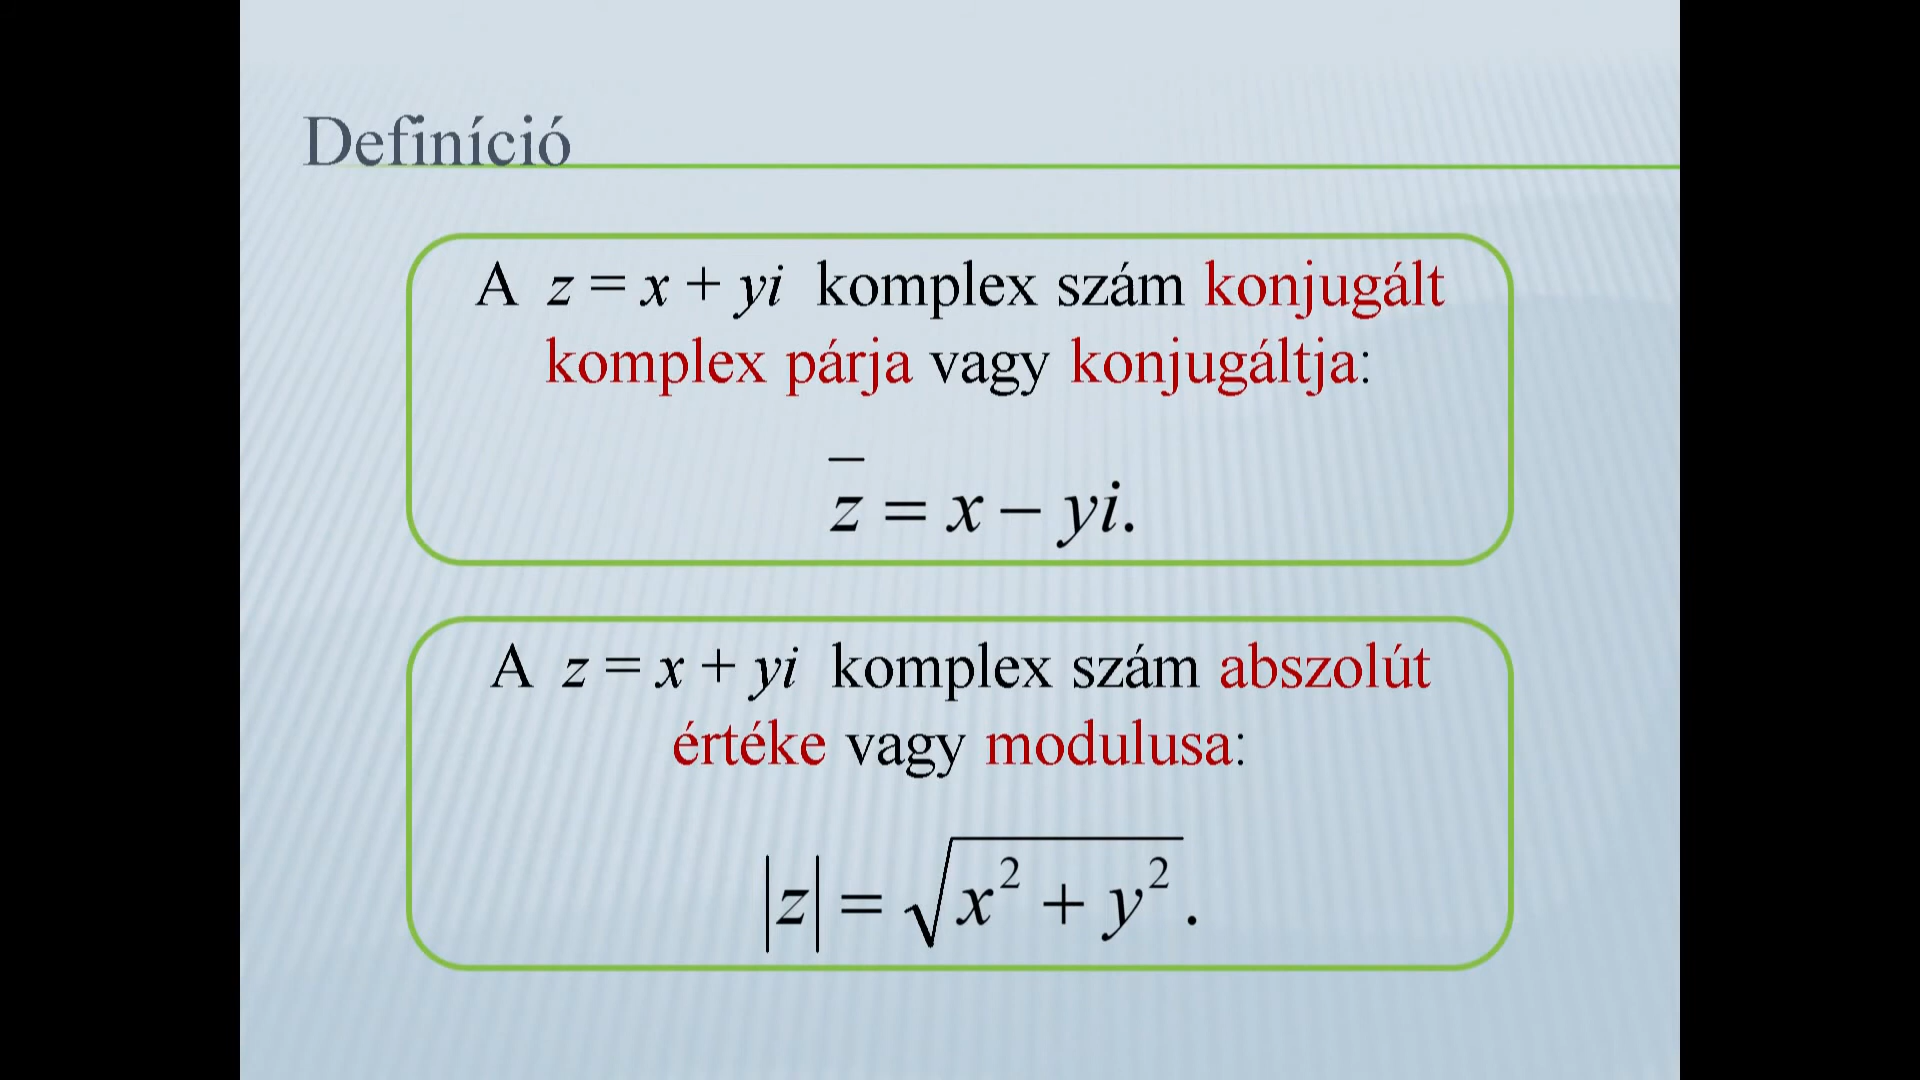 Definíció
A z = x + yi komplex szám konjugált
komplex párja vagy konjugáltja:
z̅ = x − yi.
A z = x + yi komplex szám abszolút
értéke vagy modulusa:
|z| = √(x² + y²).